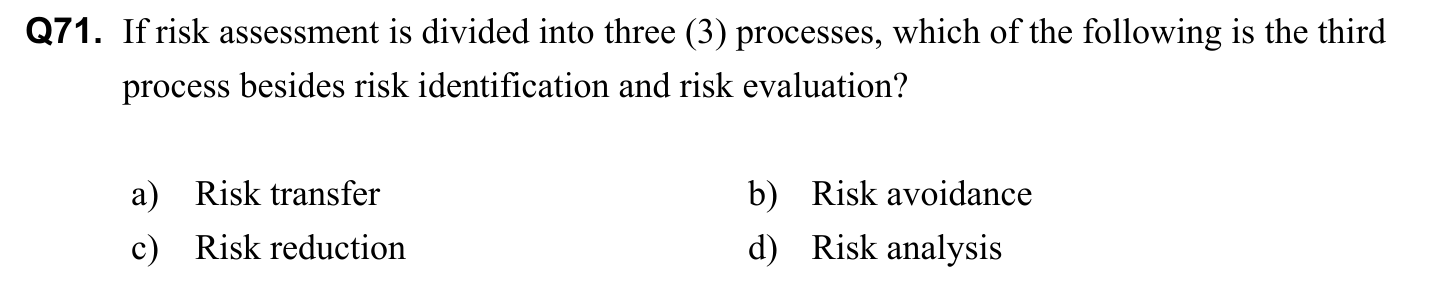 Q71. If risk assessment is divided into three (3) processes, which of the following is the third
process besides risk identification and risk evaluation?
a) Risk transfer b) Risk avoidance
c) Risk reduction d) Risk analysis